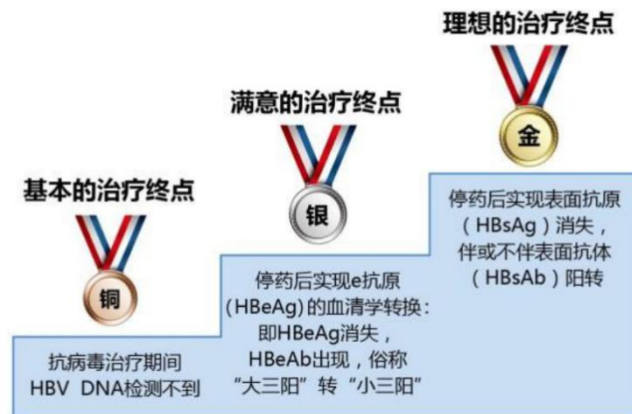 理想的治疗终点
金
停药后实现表面抗原
（HBsAg）消失，
伴或不伴表面抗体
（HBsAb）阳转
满意的治疗终点
银
停药后实现e抗原
(HBeAg)的血清学转换：
即HBeAg消失，
HBeAb出现，俗称
“大三阳”转“小三阳”
基本的治疗终点
铜
抗病毒治疗期间
HBV DNA检测不到